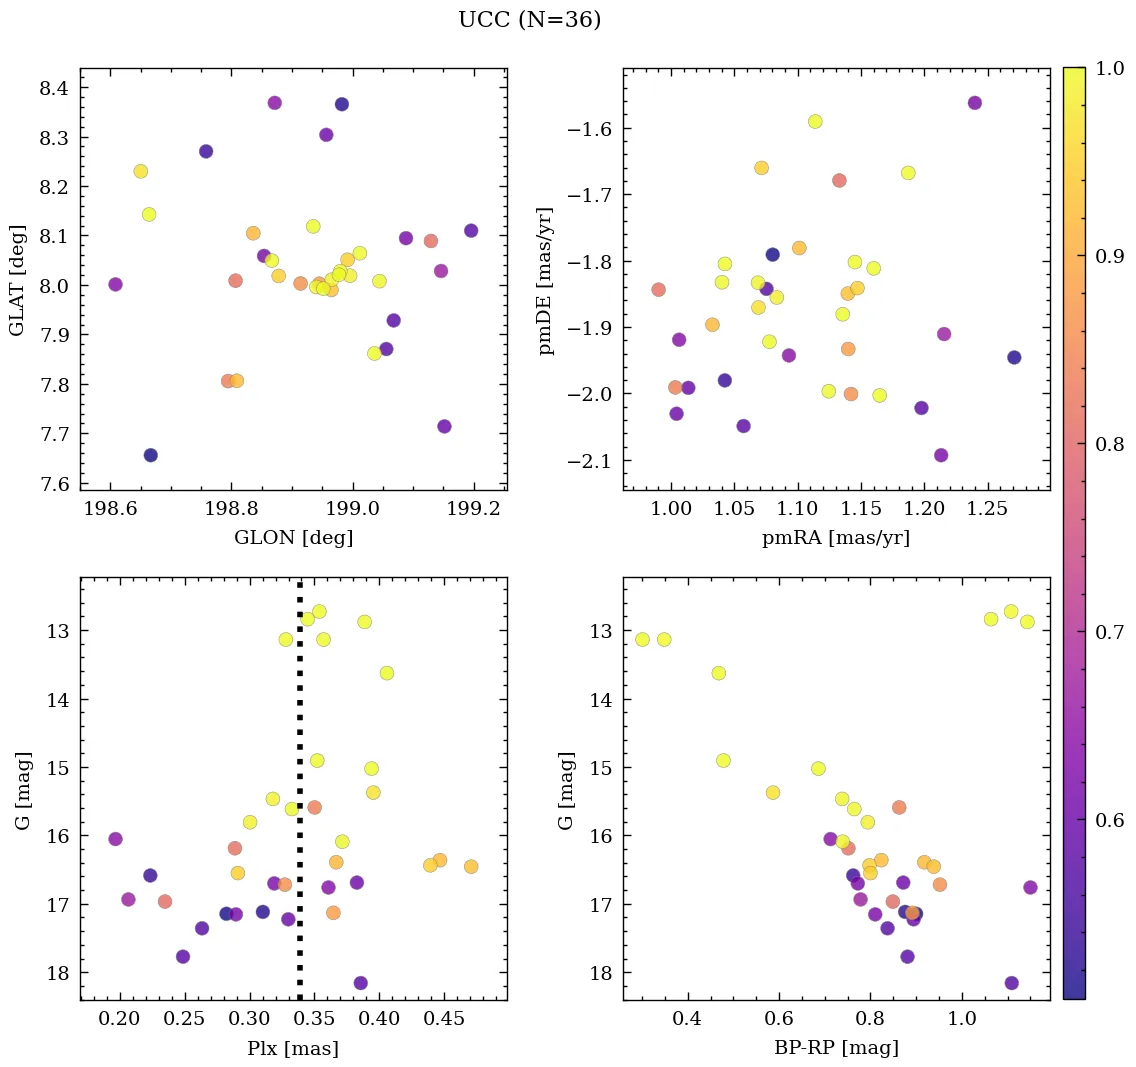 UCC (N=36)
8.4
8.3
8.2
8.1
8.0
7.9
7.8
7.7
7.6
GLAT [deg]
198.6 198.8 199.0 199.2
GLON [deg]
−1.6
−1.7
−1.8
−1.9
−2.0
−2.1
pmDE [mas/yr]
1.00 1.05 1.10 1.15 1.20 1.25
pmRA [mas/yr]
13
14
15
16
17
18
G [mag]
0.20 0.25 0.30 0.35 0.40 0.45
Plx [mas]
13
14
15
16
17
18
G [mag]
0.4 0.6 0.8 1.0
BP-RP [mag]
1.0
0.9
0.8
0.7
0.6